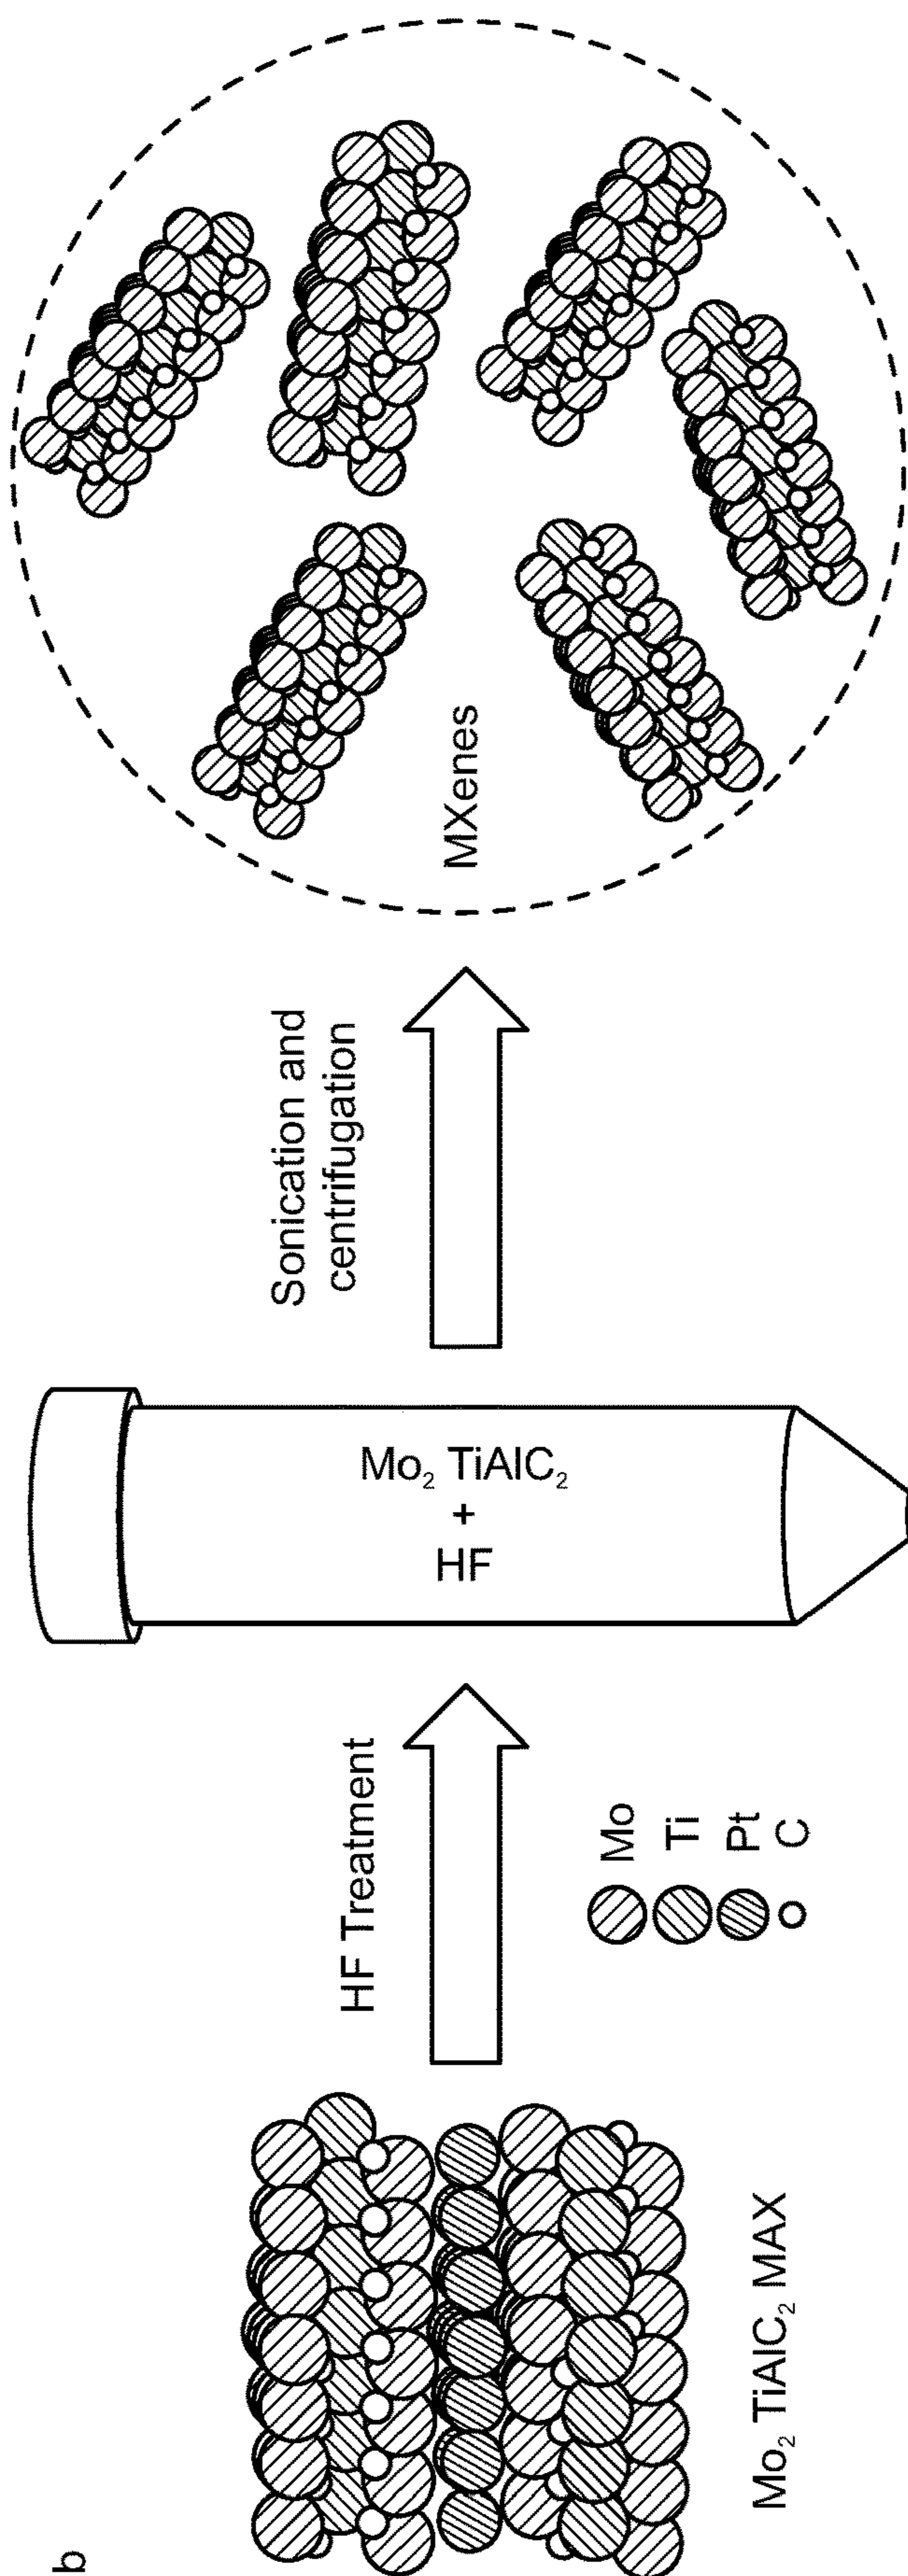 b
Mo₂ TiAlC₂ MAX
HF Treatment
Mo
Ti
Pt
C
Mo₂ TiAlC₂
+
HF
Sonication and
centrifugation
MXenes